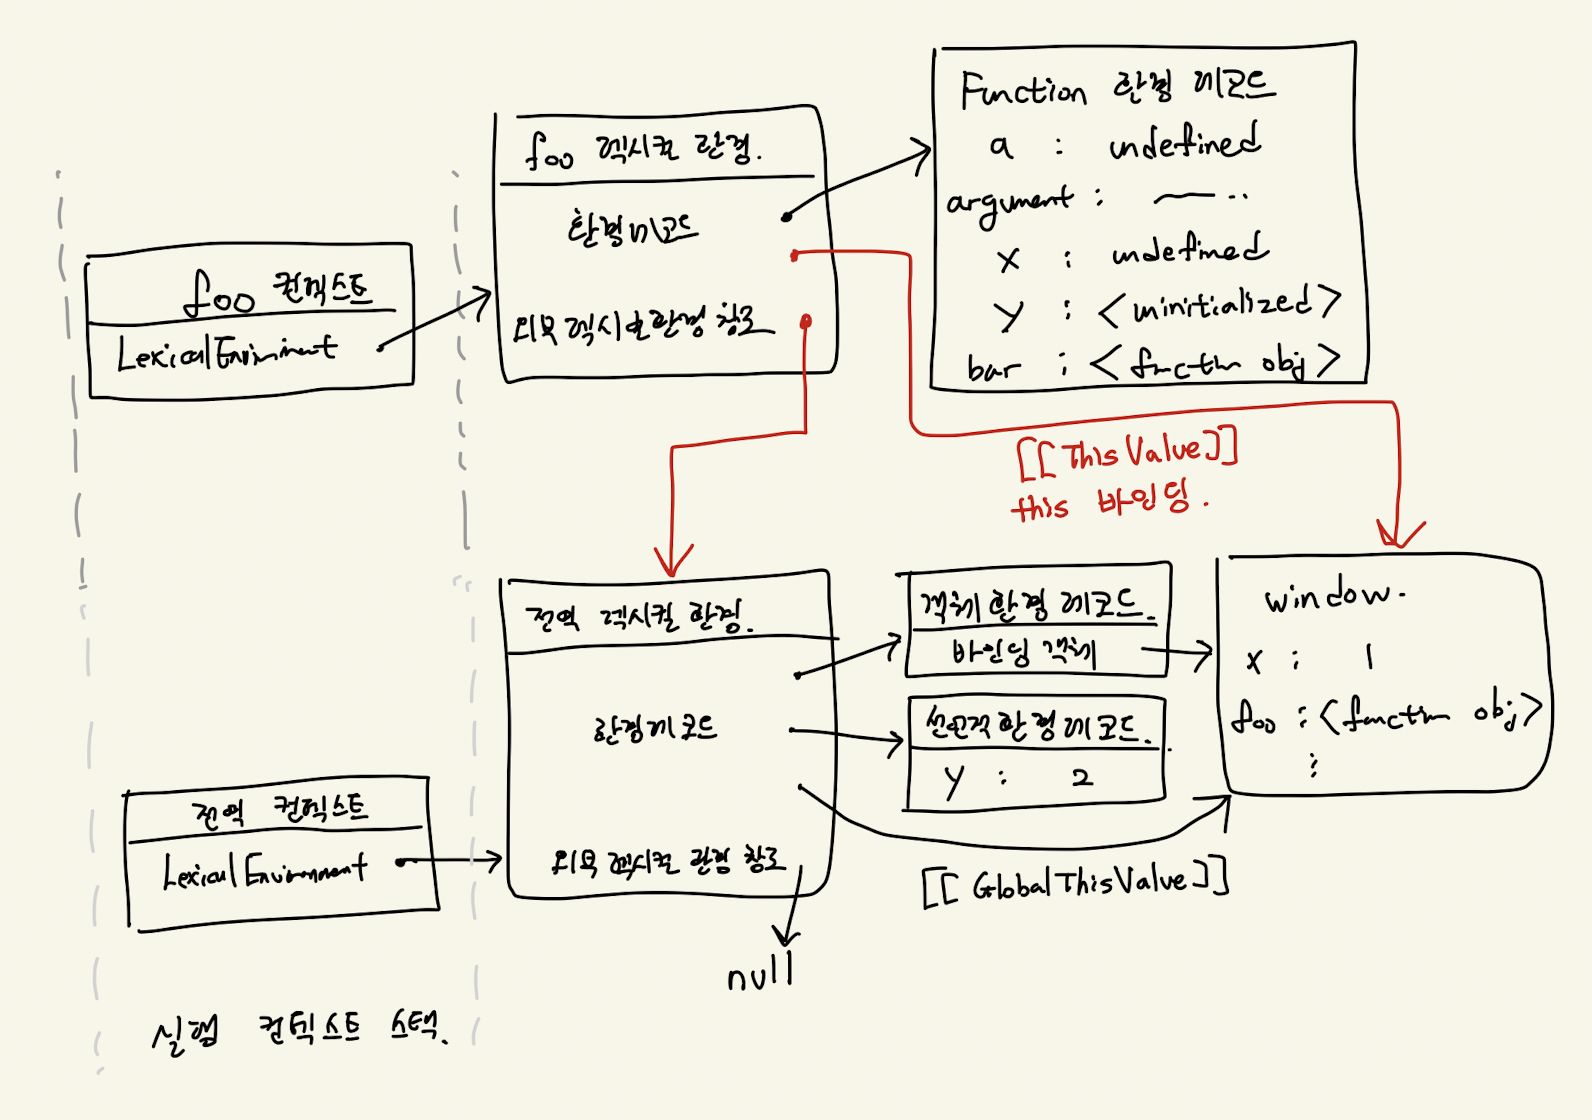 Function 환경 레코드
a : undefined
argument : ―‥
x : undefined
y : <uninitialized>
bar : <function obj>
foo 렉시컬 환경.
환경레코드
외부 렉시컬환경 참조
foo 컨텍스트
Lexical Enviroment
[[ThisValue]]
this 바인딩.
전역 렉시컬 환경.
환경레코드
외부 렉시컬 환경 참조
null
객체 환경 레코드.
바인딩 객체
선언적 환경 레코드.
y : 2
window.
x : 1
foo : <function obj>
⋮
[[GlobalThisValue]]
전역 컨텍스트
Lexical Environment
실행 컨텍스트 스택.